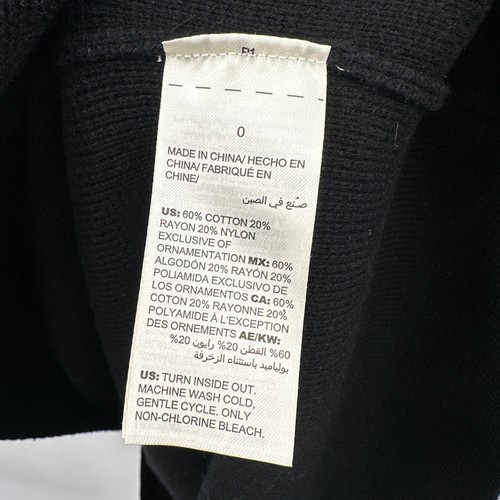 P1
0
MADE IN CHINA/ HECHO EN
CHINA/ FABRIQUÉ EN
CHINE/
صنع في الصين
US: 60% COTTON 20%
RAYON 20% NYLON
EXCLUSIVE OF
ORNAMENTATION MX: 60%
ALGODÓN 20% RAYÓN 20%
POLIAMIDA EXCLUSIVO DE
LOS ORNAMENTOS CA: 60%
COTON 20% RAYONNE 20%
POLYAMIDE À L'EXCEPTION
DES ORNEMENTS AE/KW:
60% القطن 20% رايون 20%
بولياميد باستثناء الزخرفة
US: TURN INSIDE OUT.
MACHINE WASH COLD,
GENTLE CYCLE. ONLY
NON-CHLORINE BLEACH.